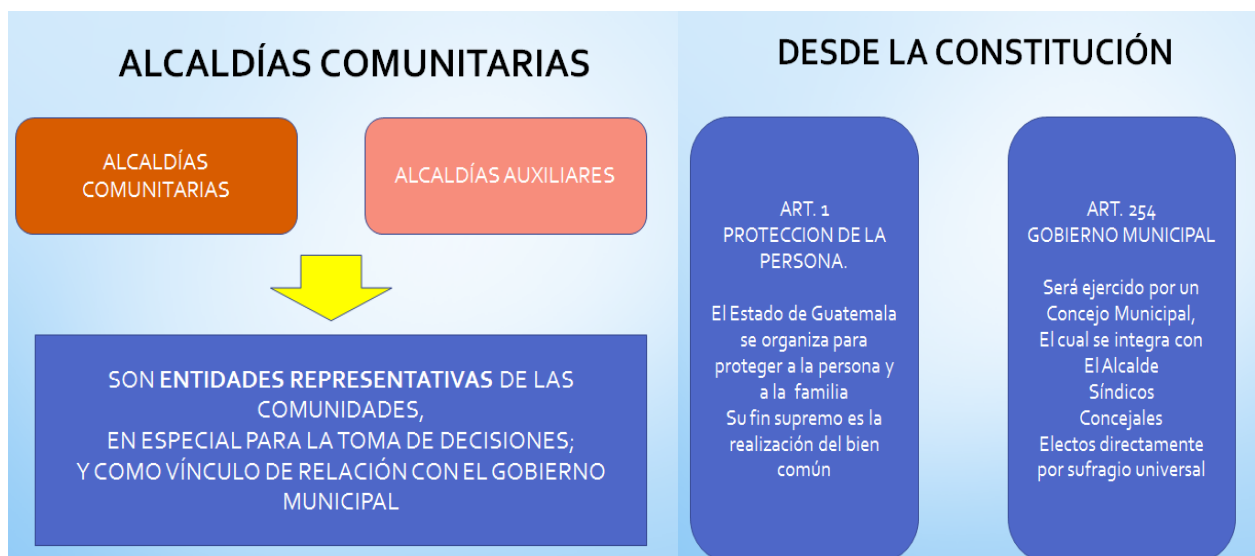 ALCALDÍAS COMUNITARIAS
ALCALDÍAS
COMUNITARIAS
ALCALDÍAS AUXILIARES
SON ENTIDADES REPRESENTATIVAS DE LAS
COMUNIDADES,
EN ESPECIAL PARA LA TOMA DE DECISIONES;
Y COMO VÍNCULO DE RELACIÓN CON EL GOBIERNO
MUNICIPAL
DESDE LA CONSTITUCIÓN
ART. 1
PROTECCION DE LA
PERSONA.
El Estado de Guatemala
se organiza para
proteger a la persona y
a la familia
Su fin supremo es la
realización del bien
común
ART. 254
GOBIERNO MUNICIPAL
Será ejercido por un
Concejo Municipal,
El cual se integra con
El Alcalde
Síndicos
Concejales
Electos directamente
por sufragio universal